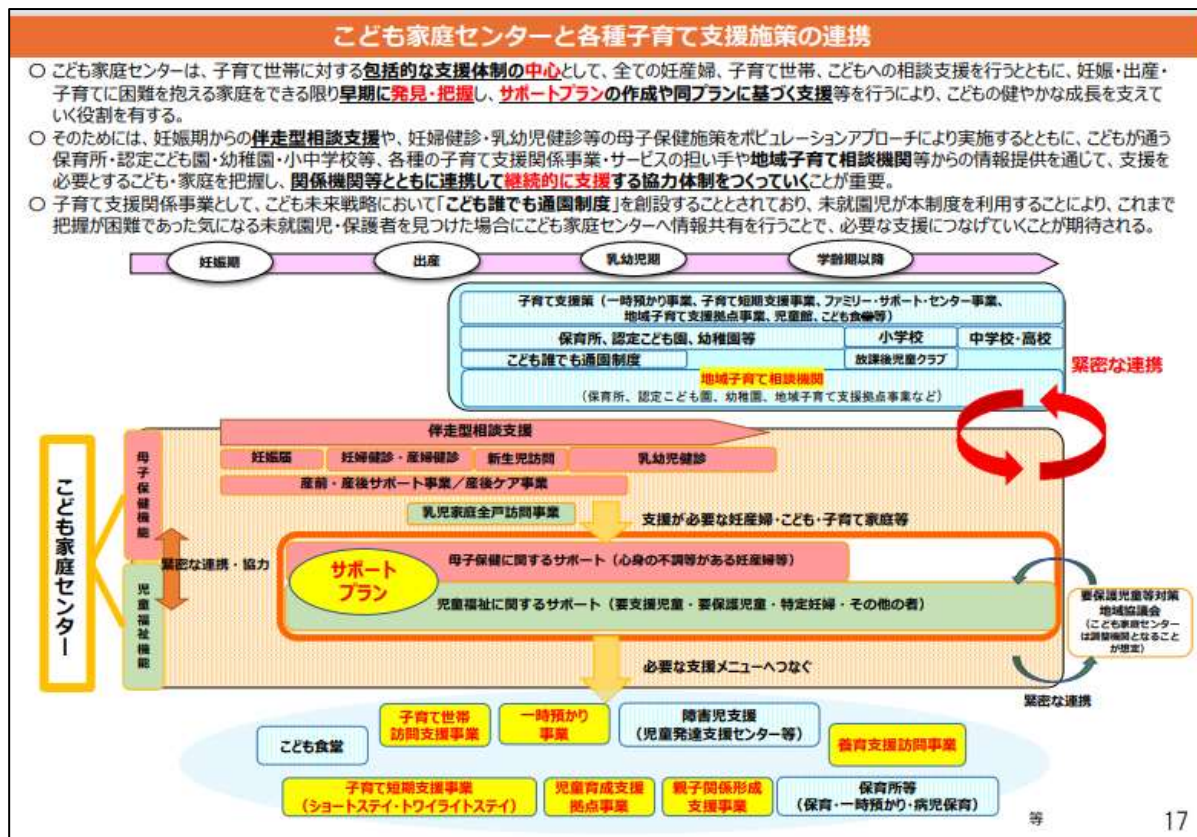 こども家庭センターと各種子育て支援施策の連携
〇 こども家庭センターは、子育て世帯に対する包括的な支援体制の中心として、全ての妊産婦、子育て世帯、こどもへの相談支援を行うとともに、妊娠・出産・
子育てに困難を抱える家庭をできる限り早期に発見・把握し、サポートプランの作成や同プランに基づく支援等を行うにより、こどもの健やかな成長を支えて
いく役割を有する。
〇 そのためには、妊娠期からの伴走型相談支援や、妊婦健診・乳幼児健診等の母子保健施策をポピュレーションアプローチにより実施するとともに、こどもが通う
保育所・認定こども園・幼稚園・小中学校等、各種の子育て支援関係事業・サービスの担い手や地域子育て相談機関等からの情報提供を通じて、支援を
必要とするこども・家庭を把握し、関係機関等とともに連携して継続的に支援する協力体制をつくっていくことが重要。
〇 子育て支援関係事業として、こども未来戦略において「こども誰でも通園制度」を創設することとされており、未就園児が本制度を利用することにより、これまで
把握が困難であった気になる未就園児・保護者を見つけた場合にこども家庭センターへ情報共有を行うことで、必要な支援につなげていくことが期待される。
妊娠期
出産
乳幼児期
学齢期以降
子育て支援策（一時預かり事業、子育て短期支援事業、ファミリー・サポート・センター事業、
地域子育て支援拠点事業、児童館、こども食堂等）
保育所、認定こども園、幼稚園等
小学校
中学校・高校
こども誰でも通園制度
放課後児童クラブ
地域子育て相談機関
（保育所、認定こども園、幼稚園、地域子育て支援拠点事業など）
緊密な連携
こども家庭センター
母子保健機能
緊密な連携・協力
児童福祉機能
伴走型相談支援
妊娠届
妊婦健診・産婦健診
新生児訪問
乳幼児健診
産前・産後サポート事業／産後ケア事業
乳児家庭全戸訪問事業
支援が必要な妊産婦・こども・子育て家庭等
サポート
プラン
母子保健に関するサポート（心身の不調等がある妊産婦等）
児童福祉に関するサポート（要支援児童・要保護児童・特定妊婦・その他の者）
要保護児童等対策
地域協議会
（こども家庭センター
は調整機関となること
が想定）
必要な支援メニューへつなぐ
緊密な連携
こども食堂
子育て世帯
訪問支援事業
一時預かり
事業
障害児支援
（児童発達支援センター等）
養育支援訪問事業
子育て短期支援事業
（ショートステイ・トワイライトステイ）
児童育成支援
拠点事業
親子関係形成
支援事業
保育所等
（保育・一時預かり・病児保育）
等
17